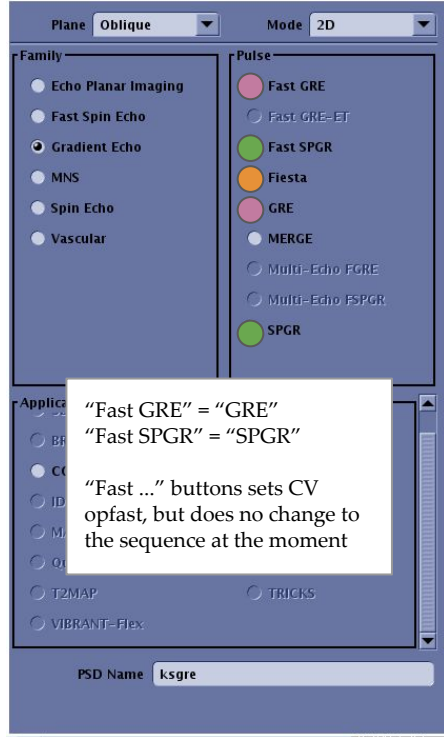 Plane Oblique Mode 2D
Family
Echo Planar Imaging
Fast Spin Echo
Gradient Echo
MNS
Spin Echo
Vascular
Pulse
Fast GRE
Fast GRE-ET
Fast SPGR
Fiesta
GRE
MERGE
Multi-Echo FGRE
Multi-Echo FSPGR
SPGR
“Fast GRE” = “GRE”
“Fast SPGR” = “SPGR”
“Fast ...” buttons sets CV
opfast, but does no change to
the sequence at the moment
T2MAP TRICKS
VIBRANT-Flex
PSD Name ksgre